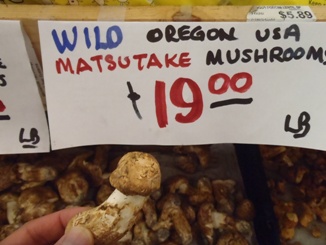 $5.89
WILD OREGON USA
MATSUTAKE MUSHROOMS
$19.00
LB
LB